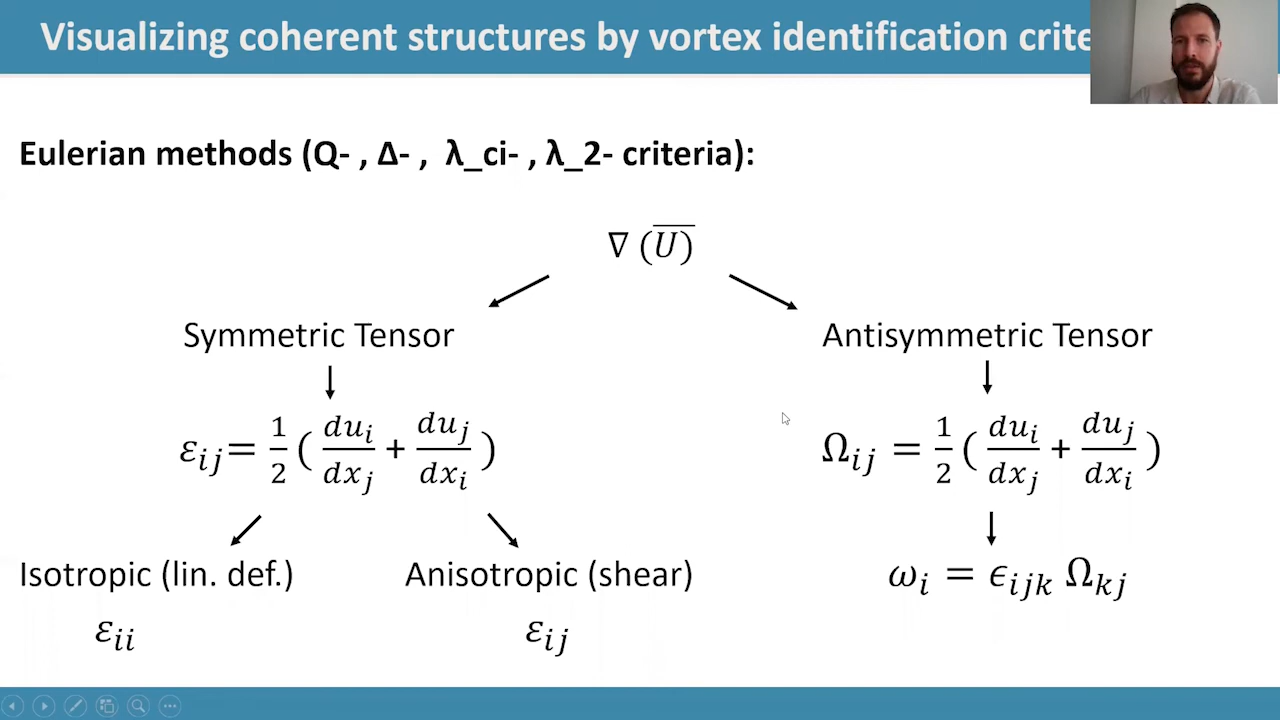 Visualizing coherent structures by vortex identification crite
Eulerian methods (Q- , Δ- , λ_ci- , λ_2- criteria):
∇ (U̅)
Symmetric Tensor
Antisymmetric Tensor
ε_ij = 1/2 ( du_i/dx_j + du_j/dx_i )
Ω_ij = 1/2 ( du_i/dx_j + du_j/dx_i )
Isotropic (lin. def.)
Anisotropic (shear)
ω_i = ϵ_ijk Ω_kj
ε_ii
ε_ij